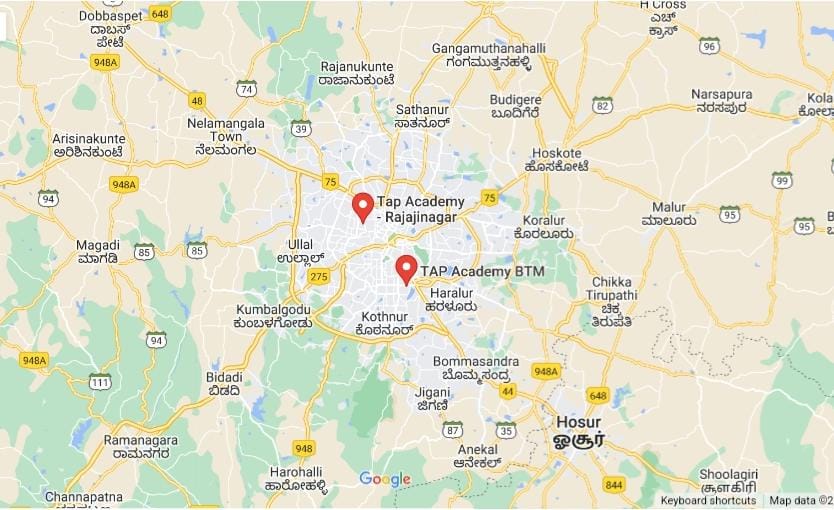 Dobbaspet
ದಾಬಸ್
ಪೇಟೆ
648
948A
H Cross
ಎಚ್
ಕ್ರಾಸ್
96
Gangamuthanahalli
ಗಂಗಮುತ್ತನಹಳ್ಳಿ
Rajanukunte
ರಾಜಾನುಕುಂಟೆ
74
48
Sathanur
ಸಾತನೂರ್
Budigere
ಬೂದಿಗೆರೆ
82
Narsapura
ನರಸಾಪುರ
Nelamangala
Town
ನೆಲಮಂಗಲ
39
Arisinakunte
ಅರಿಶಿನಕುಂಟೆ
948A
94
75
Hoskote
ಹೊಸಕೋಟೆ
99
75
Tap Academy
- Rajajinagar
Koralur
ಕೊರಲೂರು
Malur
ಮಾಲೂರು
95
95
Magadi
ಮಾಗಡಿ
85
85
Ullal
ಉಲ್ಲಾಲ್
275
TAP Academy BTM
Haralur
ಹರಳೂರು
Chikka
Tirupathi
ಚಿಕ್ಕ
ತಿರುಪತಿ
Kumbalgodu
ಕುಂಬಳಗೋಡು
Kothnur
ಕೊಠನೂರ್
94
948A
111
Bidadi
ಬಿಡದಿ
Bommasandra
ಬೊಮ್ಮಸಂದ್ರ
948A
44
648
Jigani
ಜಿಗಣಿ
Hosur
ஓசூர்
87
35
Ramanagara
ರಾಮನಗರ
948
Anekal
ಆನೇಕಲ್
Harohalli
ಹಾರೋಹಳ್ಳಿ
Google
844
Shoolagiri
சூளகிரி
Channapatna
Keyboard shortcuts
Map data